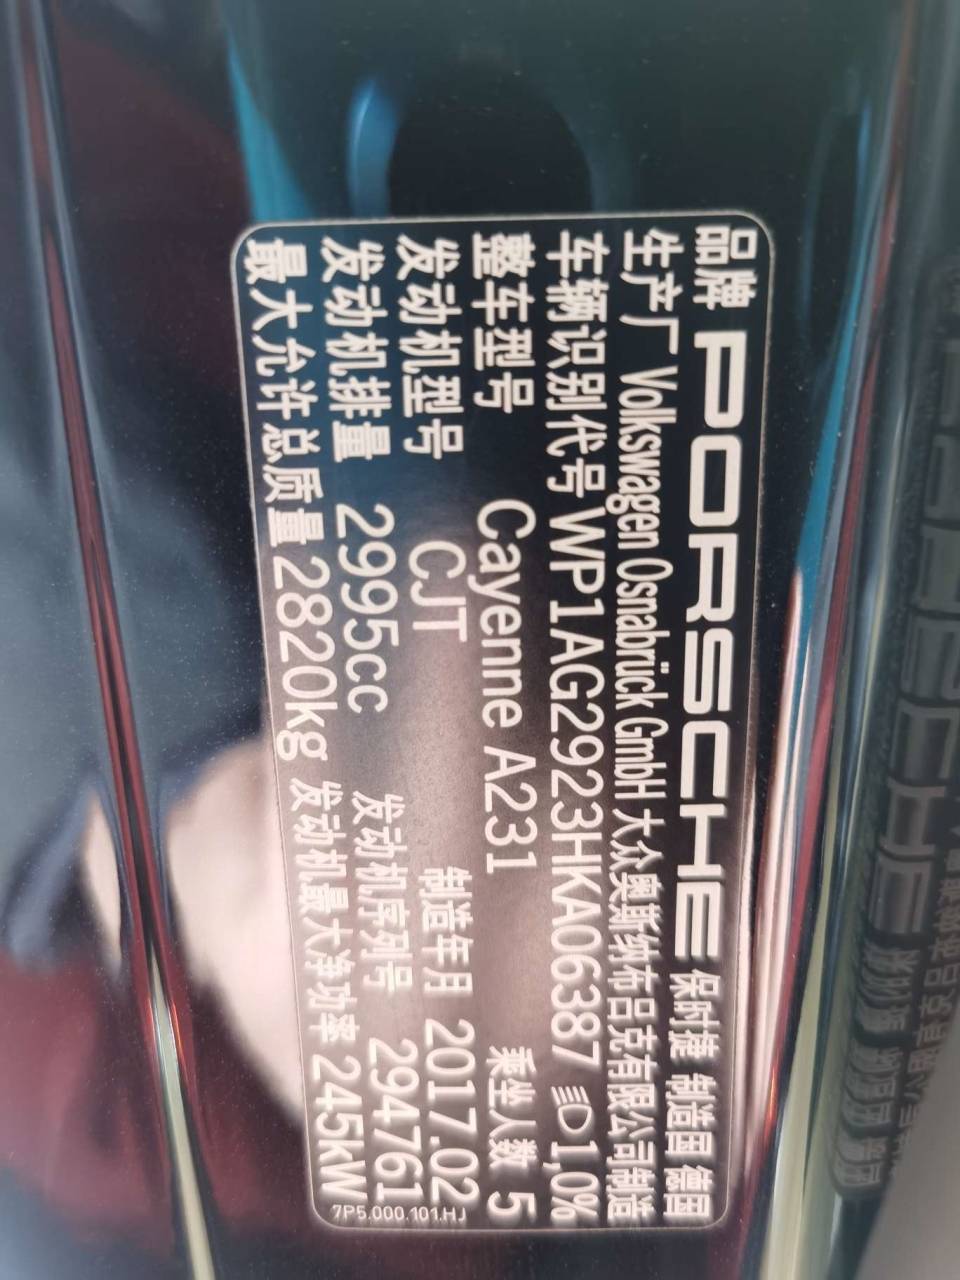 品牌 PORSCHE 保时捷 制造国 德国
生产厂 Volkswagen Osnabrück GmbH 大众奥斯纳布吕克有限公司制造
车辆识别代号 WP1AG2923HKA06387 1,0%
整车型号 Cayenne A231 乘坐人数 5
发动机型号 CJT 制造年月 2017.02
发动机排量 2995cc 发动机序列号 294761
最大允许总质量 2820kg 发动机最大净功率 245kW
7P5.000.101.HJ